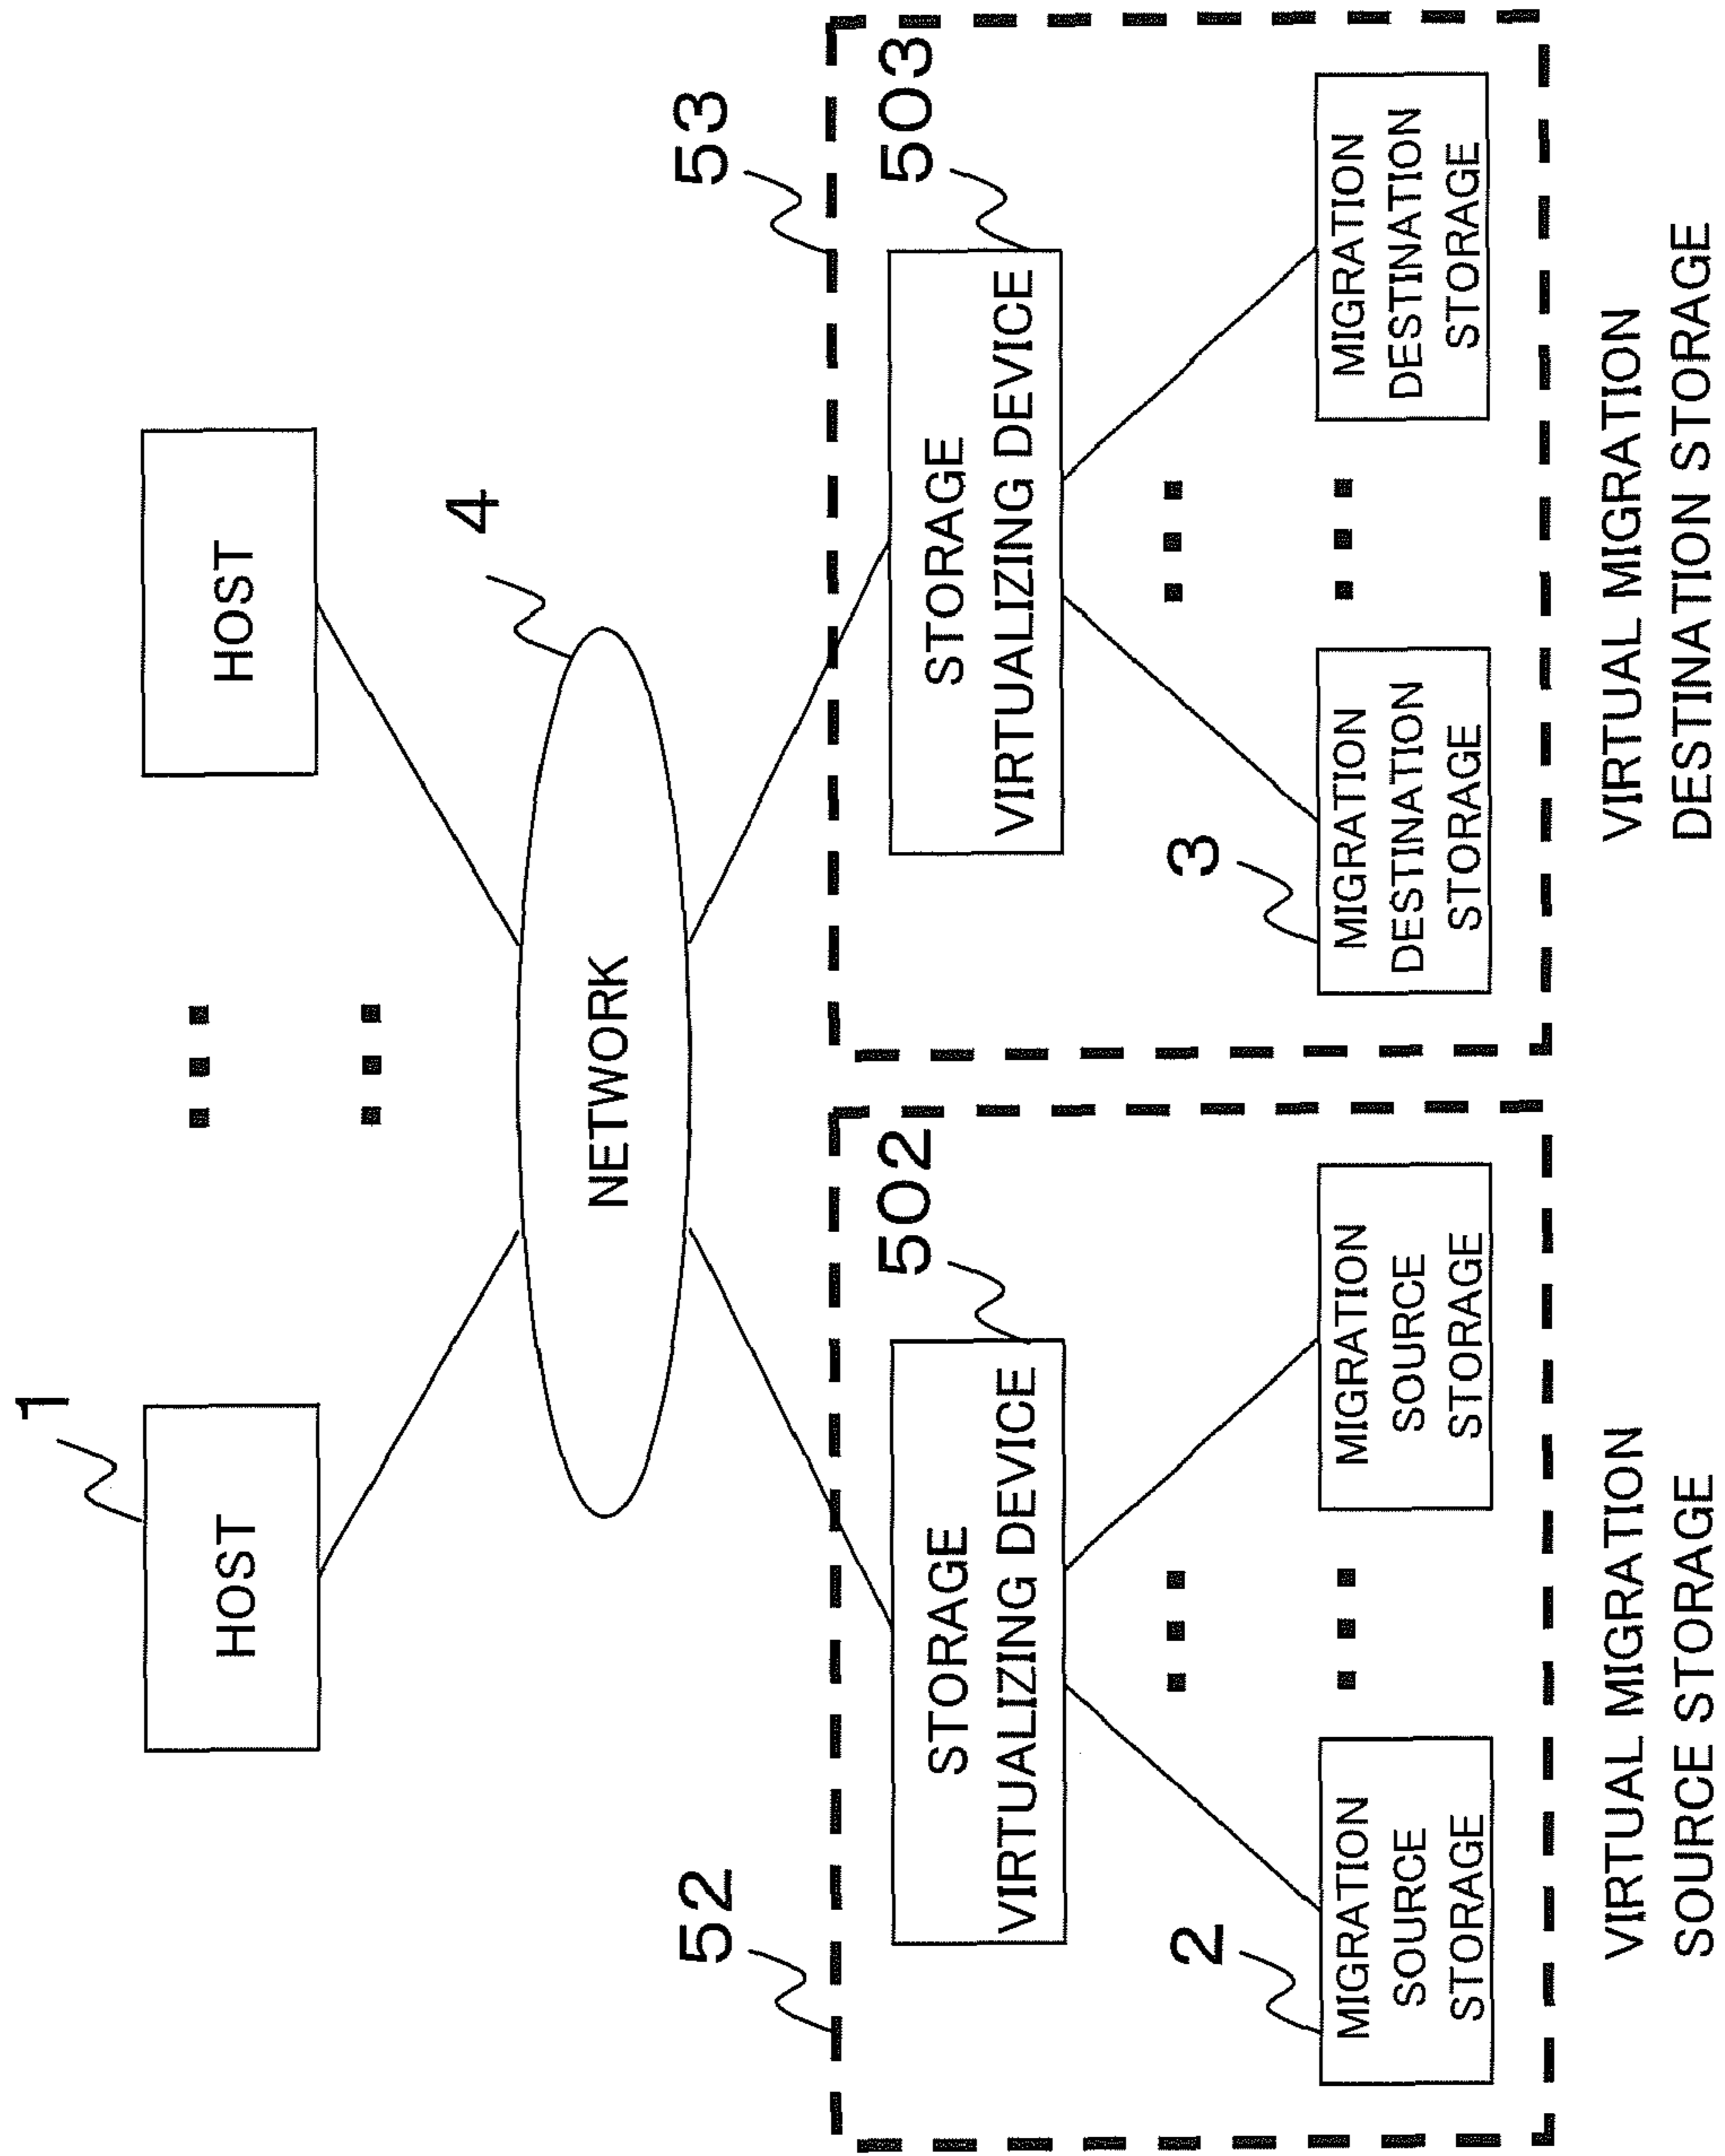 1
HOST
HOST
4
NETWORK
52
53
502
503
STORAGE
VIRTUALIZING DEVICE
STORAGE
VIRTUALIZING DEVICE
2
3
MIGRATION
SOURCE
STORAGE
MIGRATION
SOURCE
STORAGE
MIGRATION
DESTINATION
STORAGE
MIGRATION
DESTINATION
STORAGE
VIRTUAL MIGRATION
SOURCE STORAGE
VIRTUAL MIGRATION
DESTINATION STORAGE